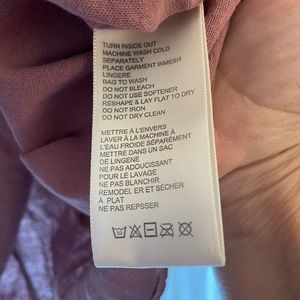 TURN INSIDE OUT
MACHINE WASH COLD
SEPARATELY
PLACE GARMENT INMESH
LINGERE
BAG TO WASH
DO NOT BLEACH
DO NOT USE SOFTENER
RESHAPE & LAY FLAT TO DRY
DO NOT IRON
DO NOT DRY CLEAN
METTRE À L'ENVERS
LAVER À LA MACHINE À
L'EAU FROIDE SÉPARÉMENT
METTRE DANS UN SAC
DE LINGENE
NE PAS ADOUCISSANT
POUR LE LAVAGE
NE PAS BLANCHIR
REMODELER ET SÉCHER
À PLAT
NE PAS REPSSER
30